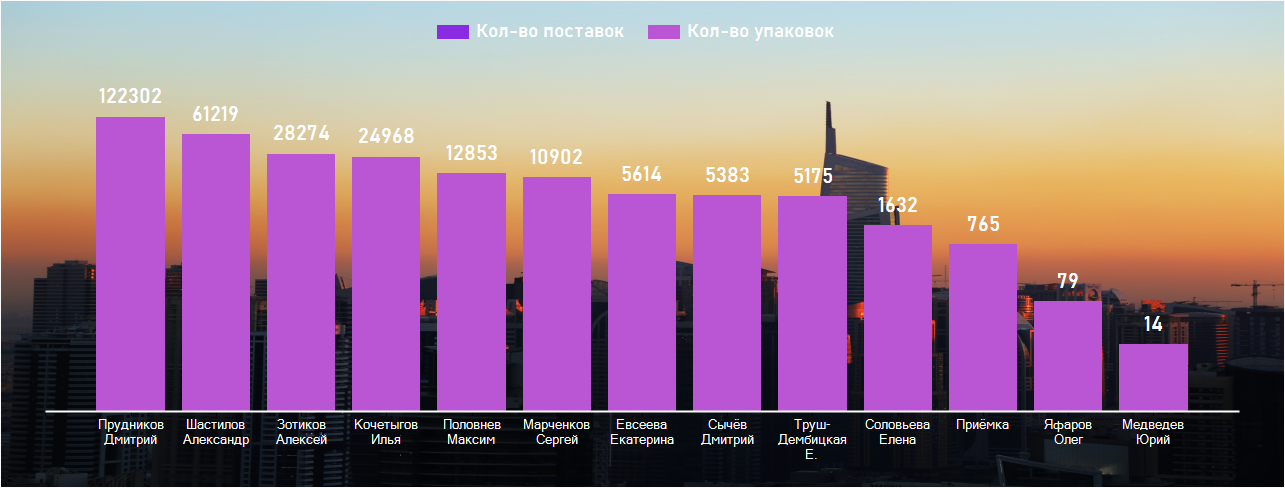 Кол-во поставок Кол-во упаковок
122302
61219
28274
24968
12853
10902
5614
5383
5175
1632
765
79
14
Прудников
Дмитрий
Шастилов
Александр
Зотиков
Алексей
Кочетыгов
Илья
Половнев
Максим
Марченков
Сергей
Евсеева
Екатерина
Сычёв
Дмитрий
Труш-
Дембицкая
Е.
Соловьева
Елена
Приёмка
Яфаров
Олег
Медведев
Юрий